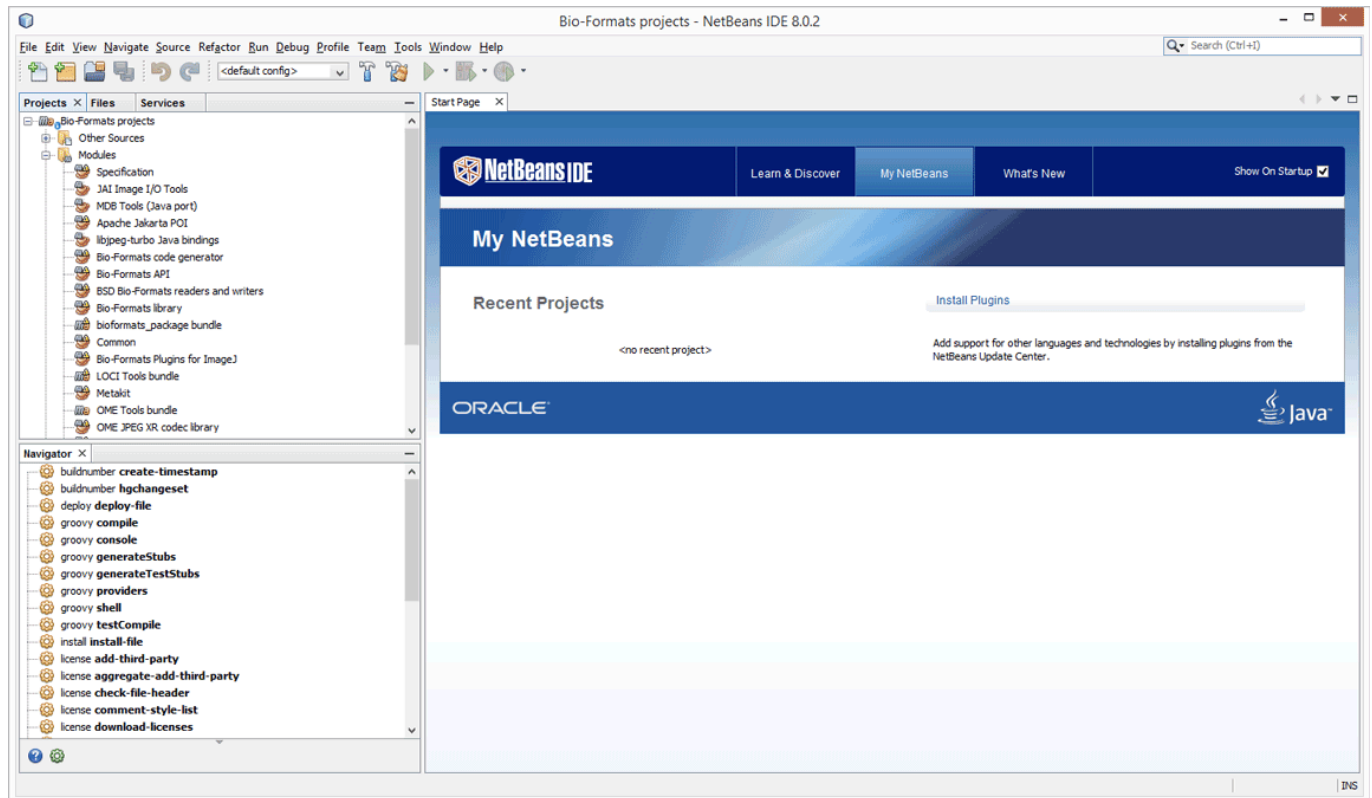 Bio-Formats projects - NetBeans IDE 8.0.2
File Edit View Navigate Source Refactor Run Debug Profile Team Tools Window Help
Search (Ctrl+I)
<default config>
Projects Files Services
Start Page
Bio-Formats projects
Other Sources
Modules
Specification
JAI Image I/O Tools
MDB Tools (Java port)
Apache Jakarta POI
libjpeg-turbo Java bindings
Bio-Formats code generator
Bio-Formats API
BSD Bio-Formats readers and writers
Bio-Formats library
bioformats_package bundle
Common
Bio-Formats Plugins for ImageJ
LOCI Tools bundle
Metakit
OME Tools bundle
OME JPEG XR codec library
NetBeans IDE
Learn & Discover
My NetBeans
What's New
Show On Startup
My NetBeans
Recent Projects
<no recent project>
Install Plugins
Add support for other languages and technologies by installing plugins from the
NetBeans Update Center.
ORACLE
Java
Navigator
buildnumber create-timestamp
buildnumber hgchangeset
deploy deploy-file
groovy compile
groovy console
groovy generateStubs
groovy generateTestStubs
groovy providers
groovy shell
groovy testCompile
install install-file
license add-third-party
license aggregate-add-third-party
license check-file-header
license comment-style-list
license download-licenses
INS